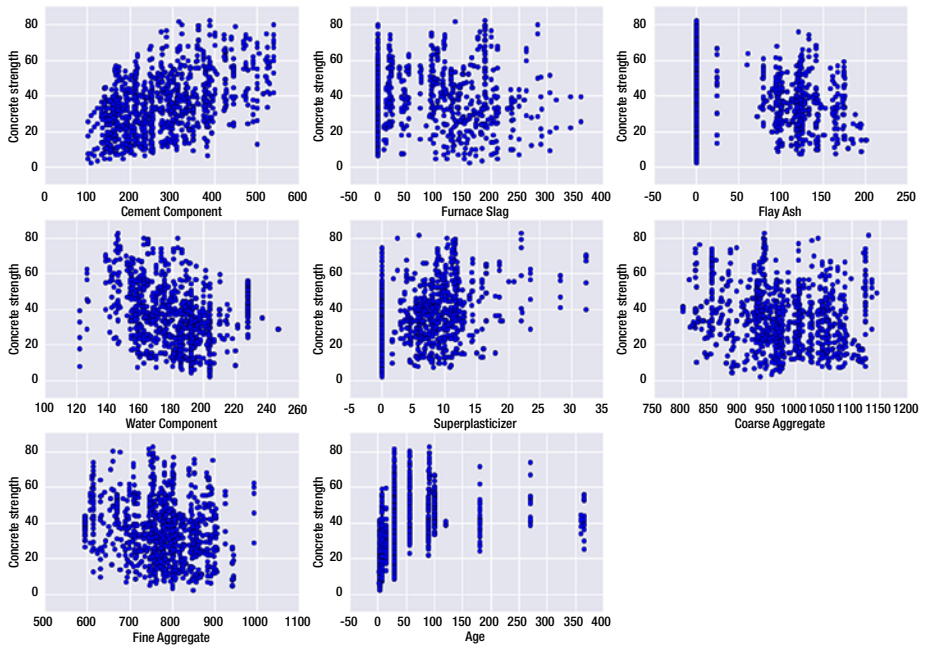 80
60
40
20
0
Concrete strength
0 100 200 300 400 500 600
Cement Component
80
60
40
20
0
Concrete strength
-50 0 50 100 150 200 250 300 350 400
Furnace Slag
80
60
40
20
0
Concrete strength
-50 0 50 100 150 200 250
Flay Ash
80
60
40
20
0
Concrete strength
100 120 140 160 180 200 220 240 260
Water Component
80
60
40
20
0
Concrete strength
-5 0 5 10 15 20 25 30 35
Superplasticizer
80
60
40
20
0
Concrete strength
750 800 850 900 950 1000 1050 1100 1150 1200
Coarse Aggregate
80
60
40
20
0
Concrete strength
500 600 700 800 900 1000 1100
Fine Aggregate
80
60
40
20
0
Concrete strength
-50 0 50 100 150 200 250 300 350 400
Age